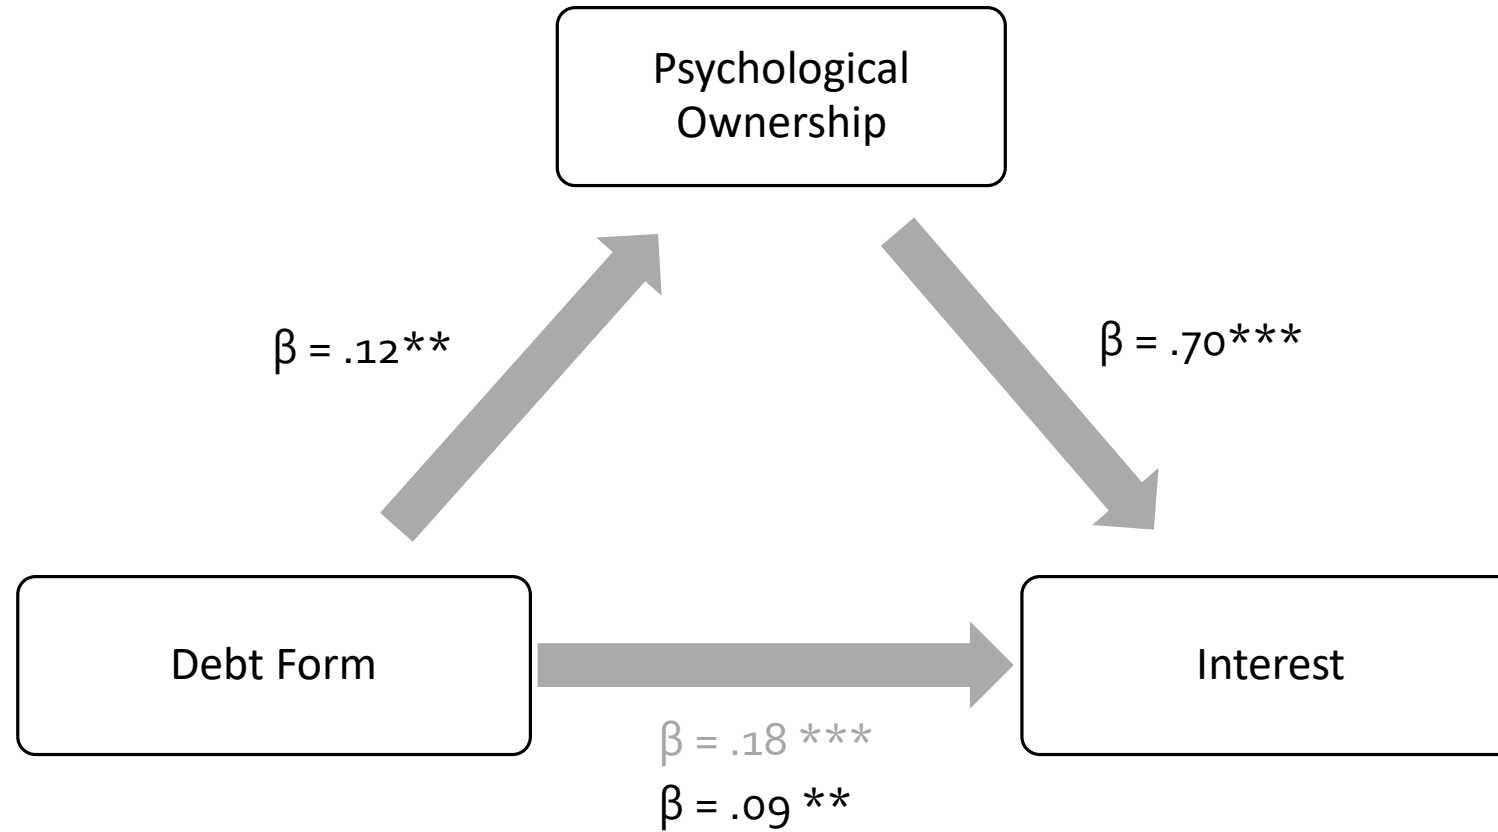 Psychological
Ownership
β = .12**
β = .70***
Debt Form
Interest
β = .18 ***
β = .09 **